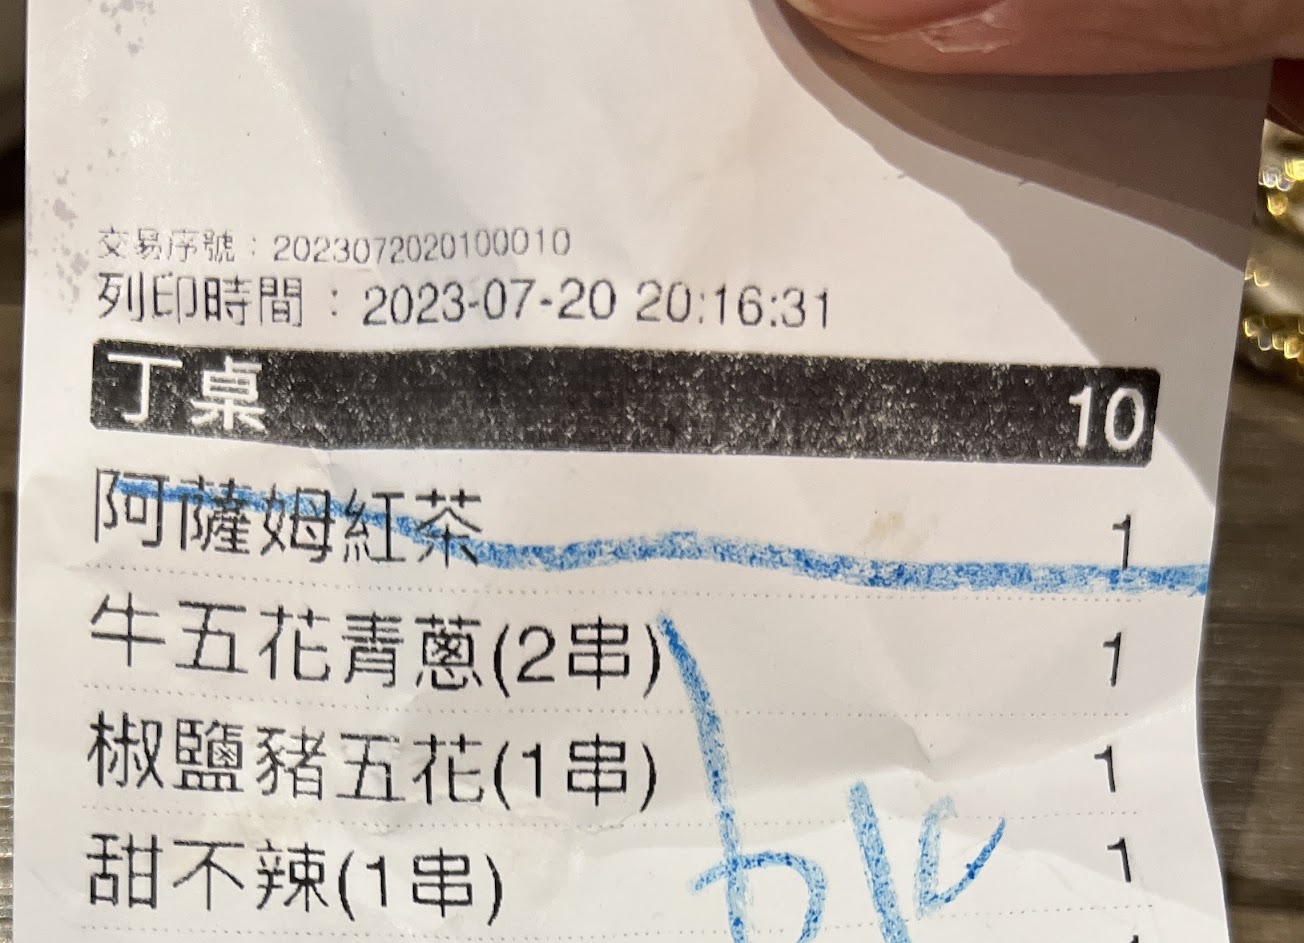 交易序號：2023072020100010
列印時間：2023-07-20 20:16:31
丁桌 10
阿薩姆紅茶 1
牛五花青蔥(2串) 1
椒鹽豬五花(1串) 1
甜不辣(1串) 1